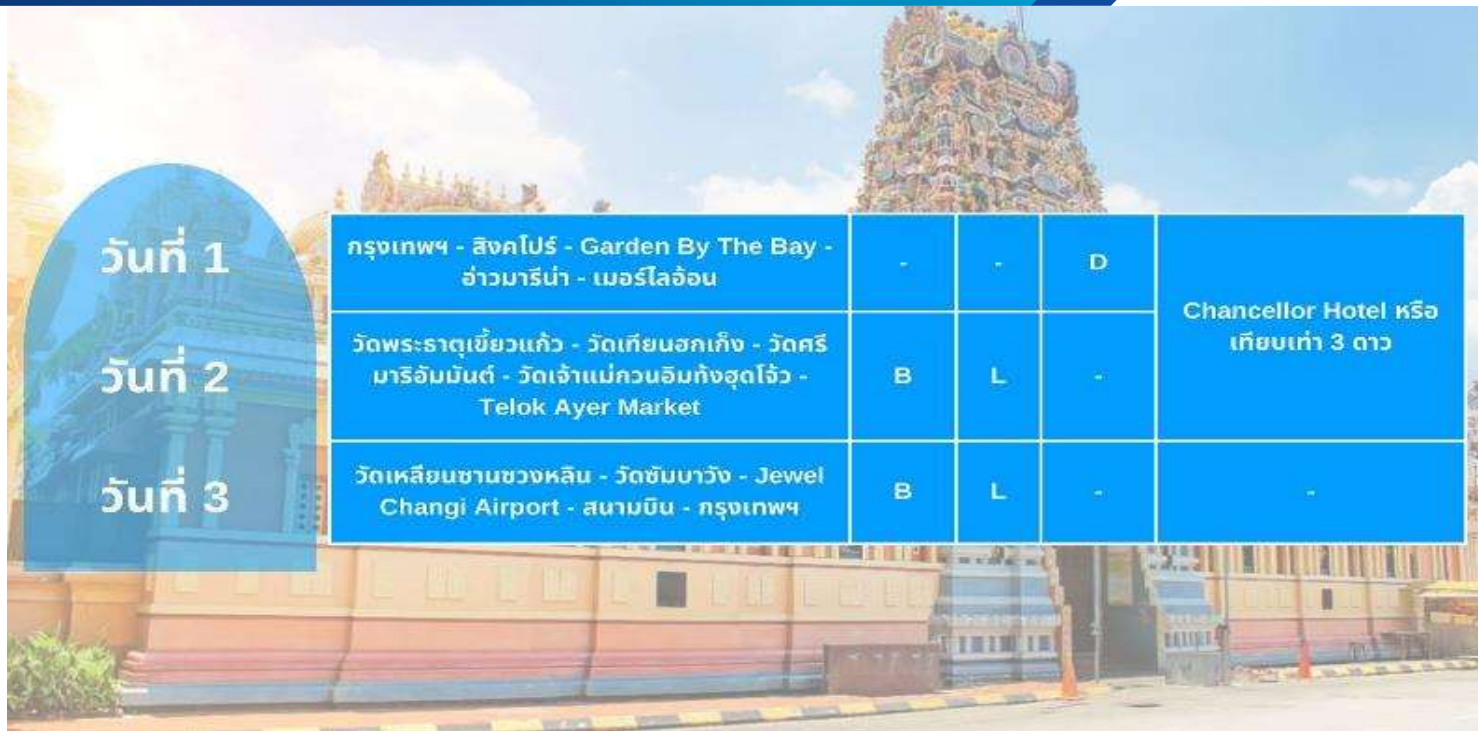 วันที่ 1
กรุงเทพฯ - สิงคโปร์ - Garden By The Bay -
อ่าวมารีน่า - เมอร์ไลอ้อน
-
-
D
Chancellor Hotel หรือ
เทียบเท่า 3 ดาว
วันที่ 2
วัดพระธาตุเขี้ยวแก้ว - วัดเทียนฮกเก็ง - วัดศรี
มาริอัมมันต์ - วัดเจ้าแม่กวนอิมทังฮุดโจ้ว -
Telok Ayer Market
B
L
-
วันที่ 3
วัดเหลียนซานซวงหลิน - วัดซัมบาวัง - Jewel
Changi Airport - สนามบิน - กรุงเทพฯ
B
L
-
-